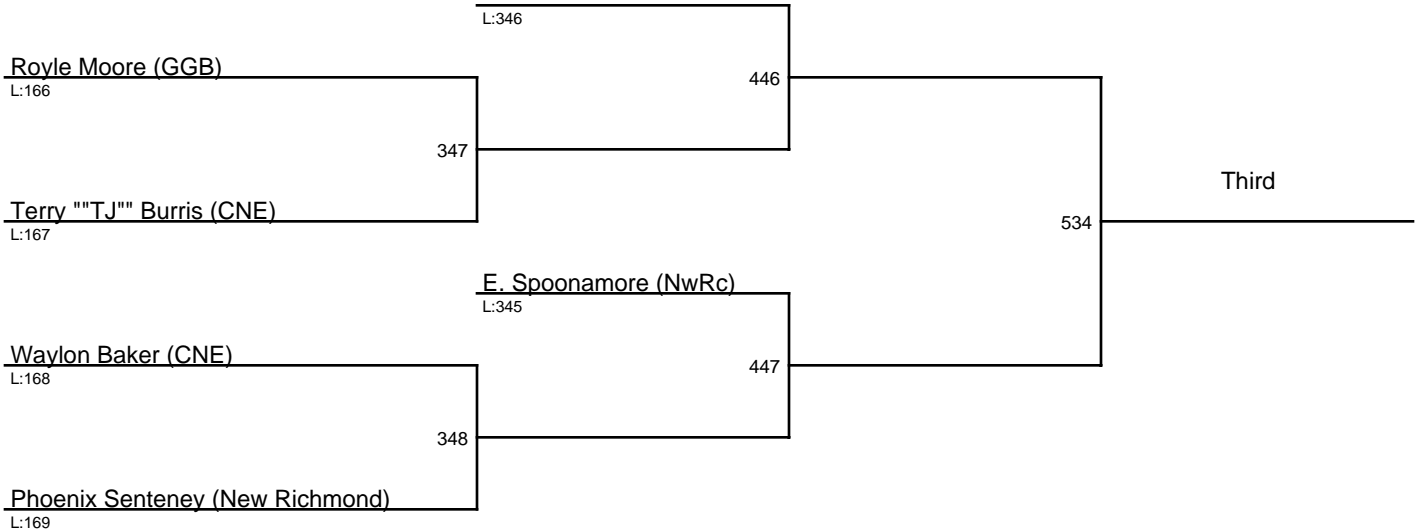 L:346
Royle Moore (GGB)
L:166
446
347
Third
Terry ""TJ"" Burris (CNE)
L:167
534
E. Spoonamore (NwRc)
L:345
Waylon Baker (CNE)
L:168
447
348
Phoenix Senteney (New Richmond)
L:169